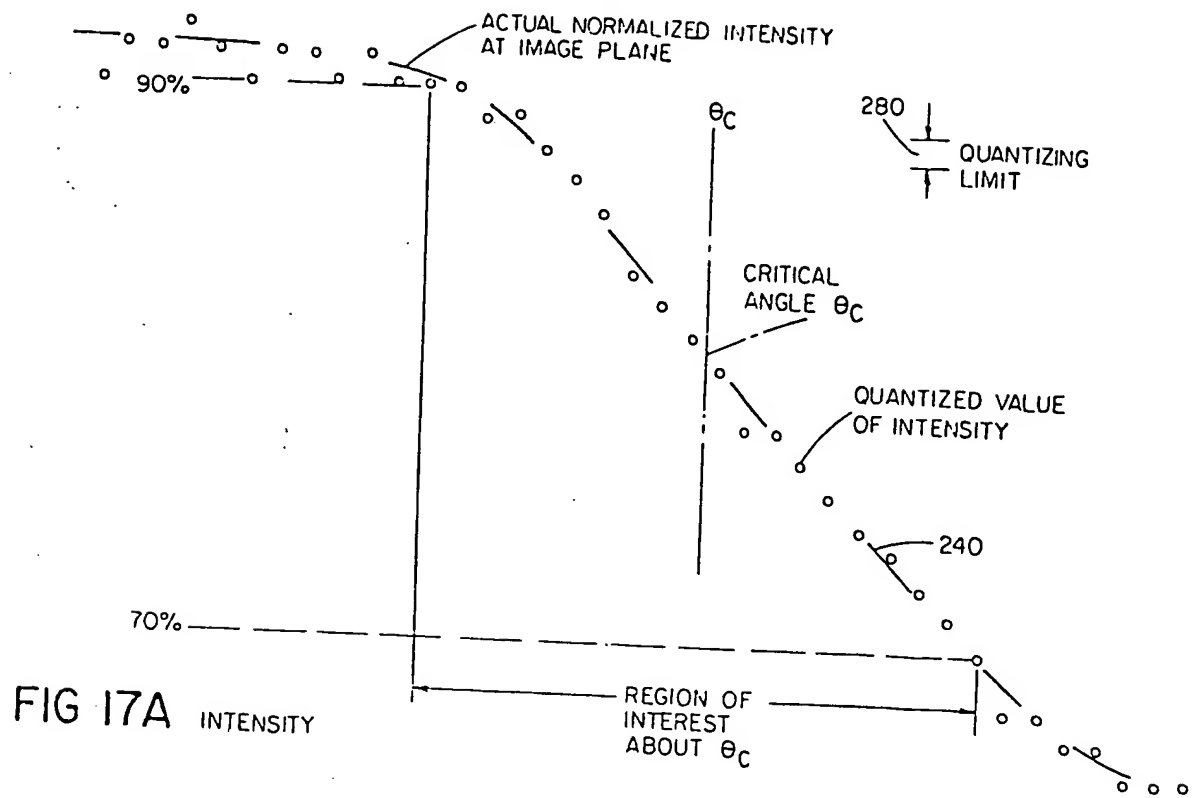 ACTUAL NORMALIZED INTENSITY
AT IMAGE PLANE
90%
θC
280
QUANTIZING
LIMIT
CRITICAL
ANGLE θC
QUANTIZED VALUE
OF INTENSITY
240
70%
REGION OF
INTEREST
ABOUT θC
FIG 17A INTENSITY